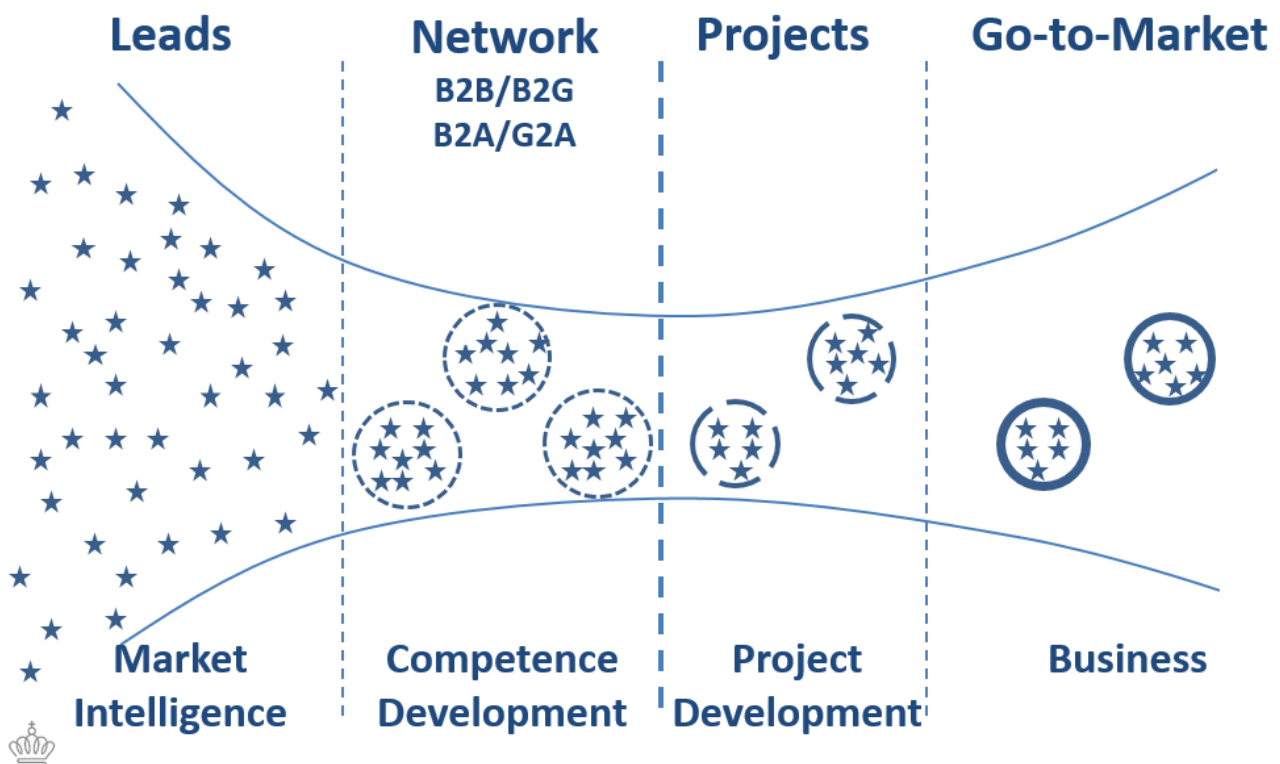 Leads
Network
B2B/B2G
B2A/G2A
Projects
Go-to-Market
Market
Intelligence
Competence
Development
Project
Development
Business